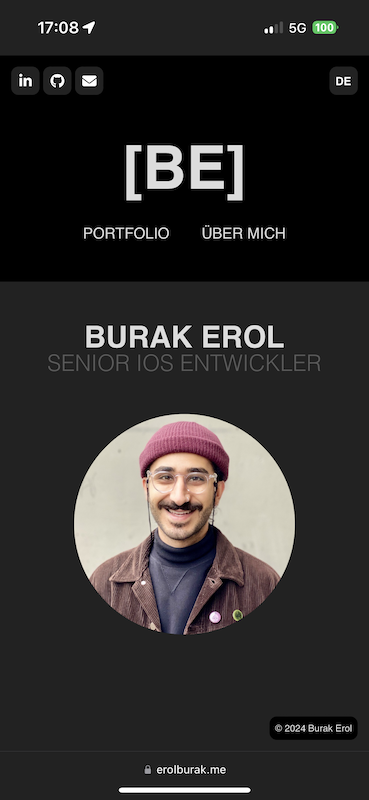 17:08
5G
100
in
DE
[BE]
PORTFOLIO ÜBER MICH
BURAK EROL
SENIOR IOS ENTWICKLER
© 2024 Burak Erol
erolburak.me